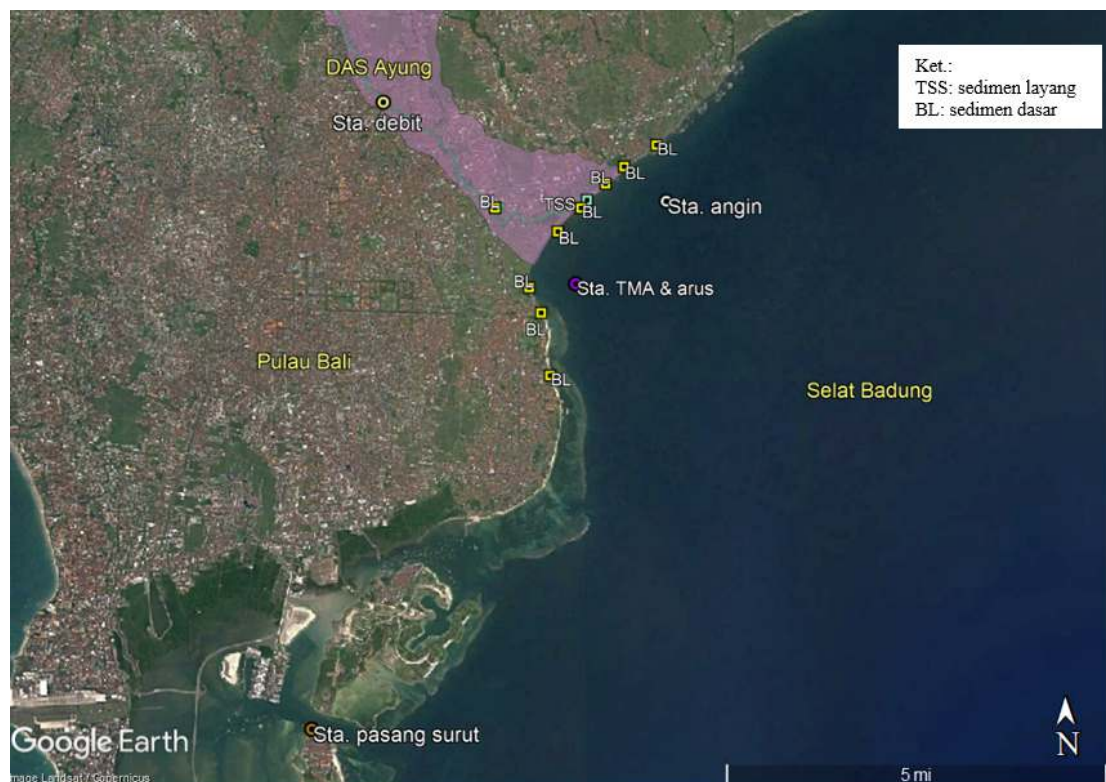 Ket.:
TSS: sedimen layang
BL: sedimen dasar
DAS Ayung
Sta. debit
BL
BL
BL
BL
TSS
BL
Sta. angin
BL
BL
Sta. TMA & arus
BL
Pulau Bali
BL
Selat Badung
Sta. pasang surut
Google Earth
N
Image Landsat / Copernicus
5 mi